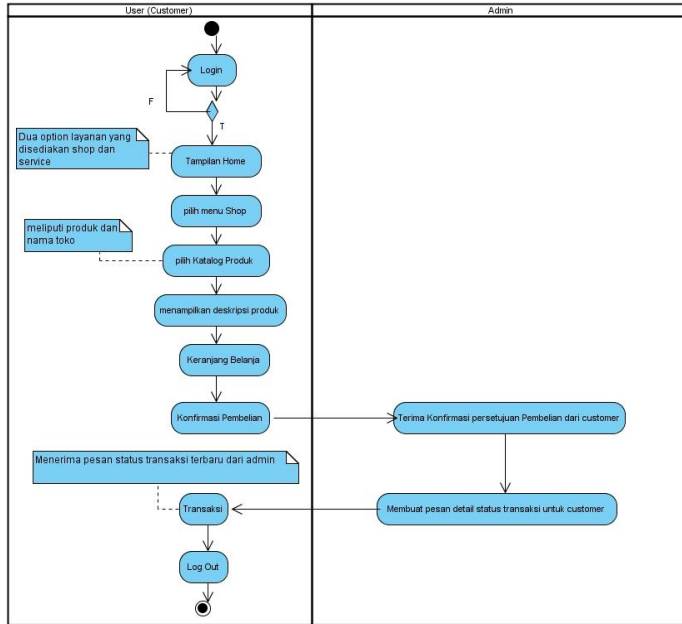 User (Customer)
Admin
Login
F
T
Dua option layanan yang
disediakan shop dan
service
Tampilan Home
pilih menu Shop
meliputi produk dan
nama toko
pilih Katalog Produk
menampilkan deskripsi produk
Keranjang Belanja
Konfirmasi Pembelian
Terima Konfirmasi persetujuan Pembelian dari customer
Menerima pesan status transaksi terbaru dari admin
Transaksi
Membuat pesan detail status transaksi untuk customer
Log Out